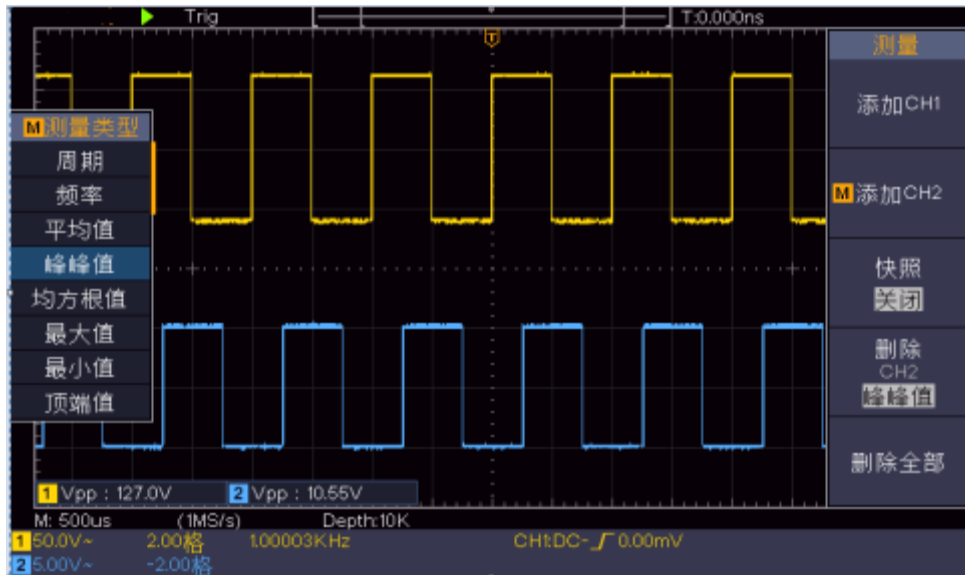 Trig T:0.000ns
T
测量
添加CH1
M 添加CH2
快照
关闭
删除
CH2
峰峰值
删除全部
M 测量类型
周期
频率
平均值
峰峰值
均方根值
最大值
最小值
顶端值
1 Vpp : 127.0V 2 Vpp : 10.55V
M: 500us (1MS/s) Depth:10K
1 50.0V~ 2.00格 1.00003KHz CH1:DC- 0.00mV
2 5.00V~ -2.00格